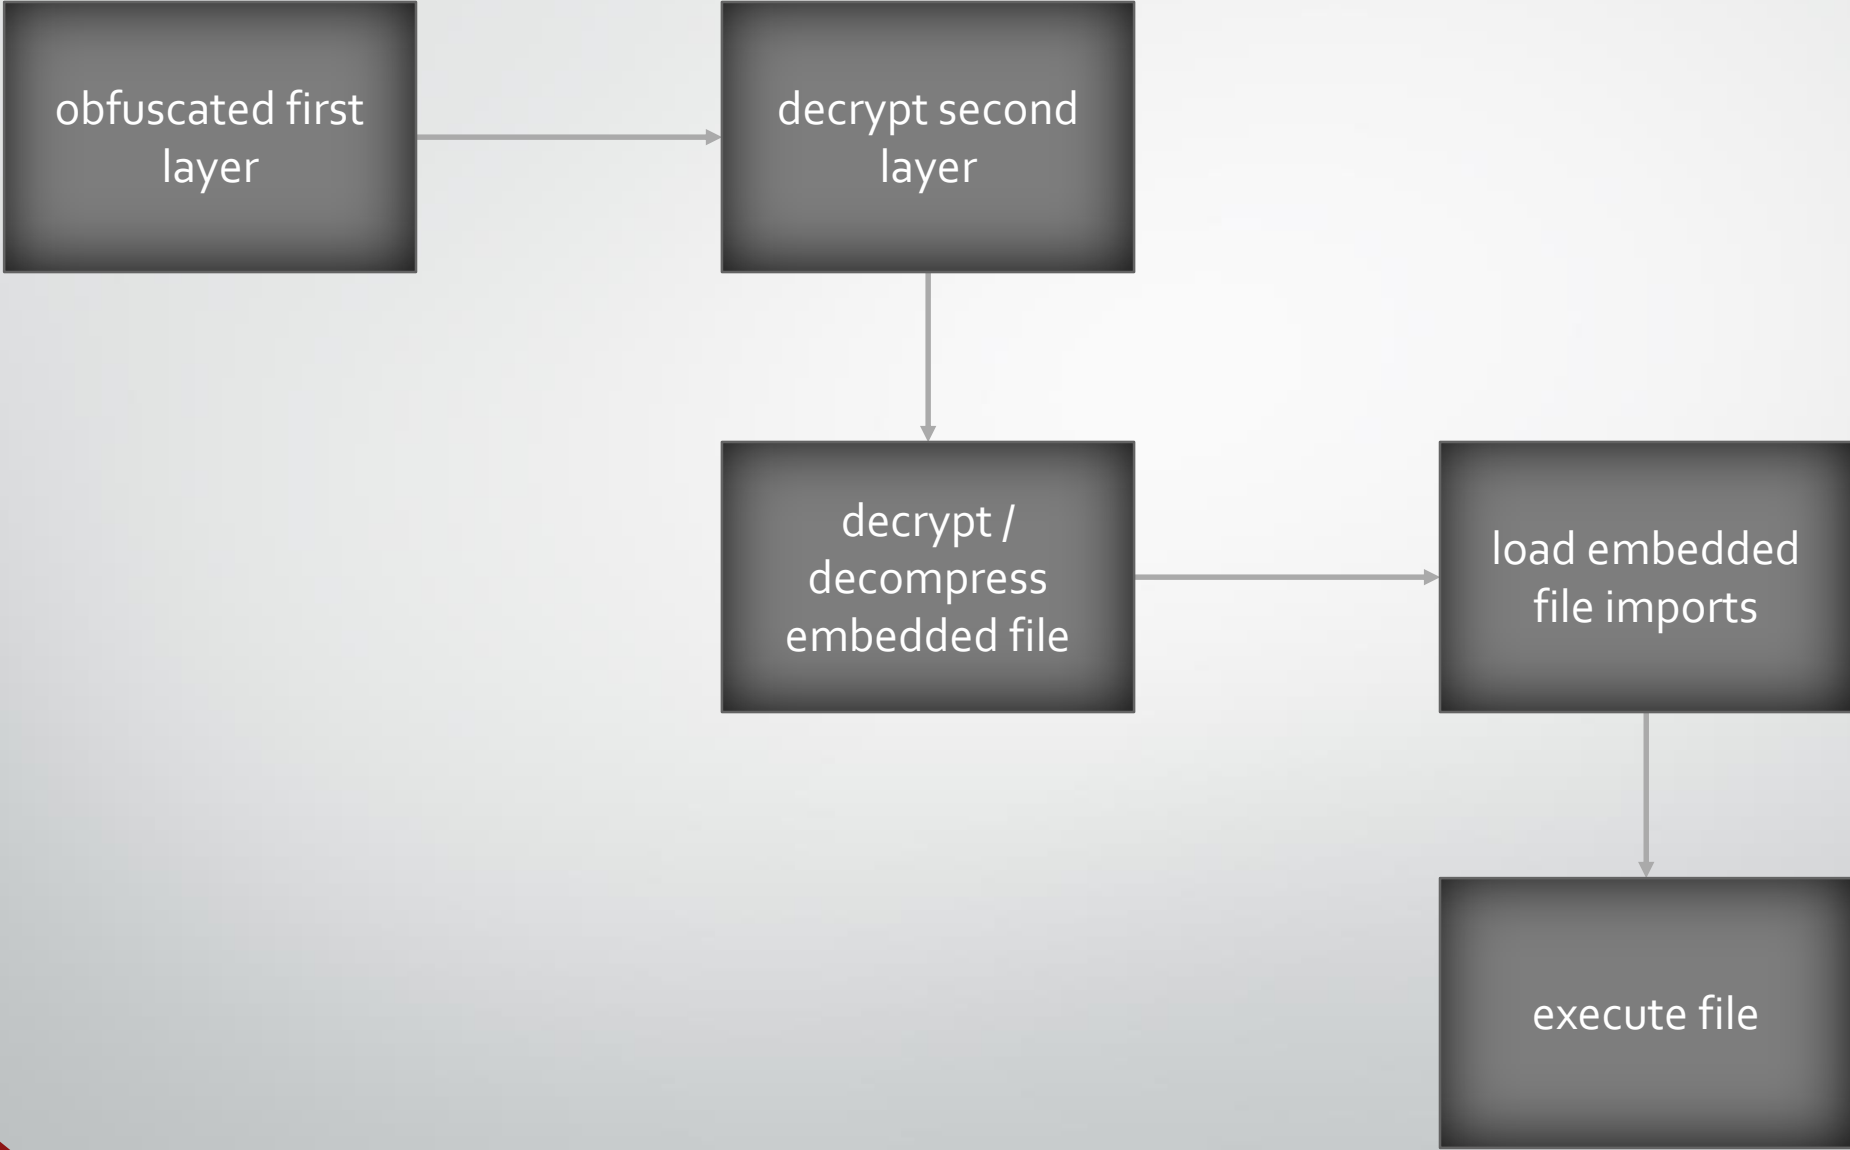 obfuscated first
layer
decrypt second
layer
decrypt /
decompress
embedded file
load embedded
file imports
execute file